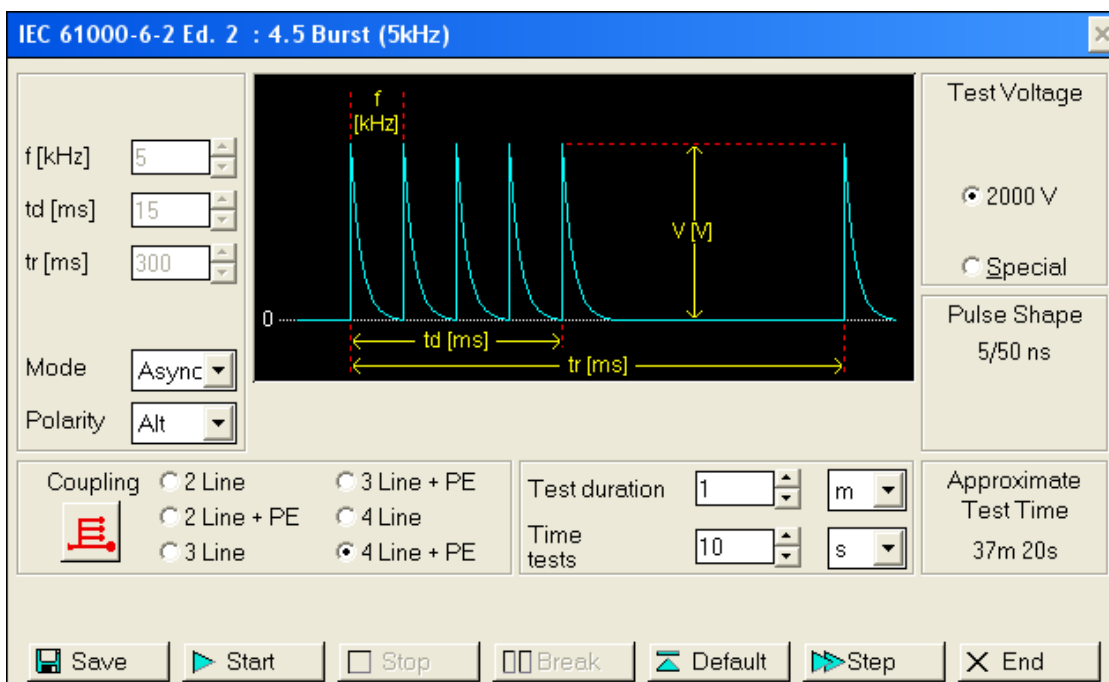 IEC 61000-6-2 Ed. 2 : 4.5 Burst (5kHz)
f [kHz] 5
td [ms] 15
tr [ms] 300
Mode Async
Polarity Alt
f
[kHz]
V [V]
0
td [ms]
tr [ms]
Test Voltage
2000 V
Special
Pulse Shape
5/50 ns
Coupling
2 Line
2 Line + PE
3 Line
3 Line + PE
4 Line
4 Line + PE
Test duration 1 m
Time
tests 10 s
Approximate
Test Time
37m 20s
Save Start Stop Break Default Step End